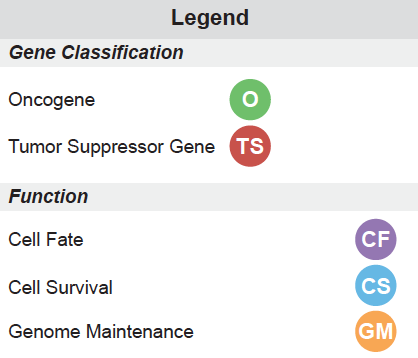 Legend
Gene Classification
Oncogene O
Tumor Suppressor Gene TS
Function
Cell Fate CF
Cell Survival CS
Genome Maintenance GM